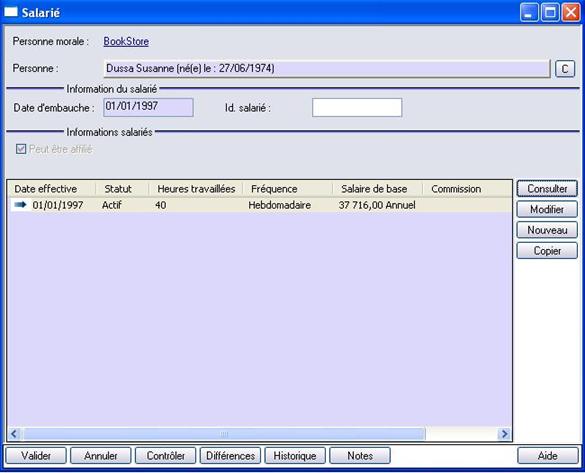 Salarié
Personne morale : BookStore
Personne : Dussa Susanne (né(e) le : 27/06/1974) C
Information du salarié
Date d'embauche : 01/01/1997 Id. salarié :
Informations salariés
Peut être affilié
Date effective Statut Heures travaillées Fréquence Salaire de base Commission
01/01/1997 Actif 40 Hebdomadaire 37 716,00 Annuel
Consulter
Modifier
Nouveau
Copier
Valider Annuler Contrôler Différences Historique Notes Aide